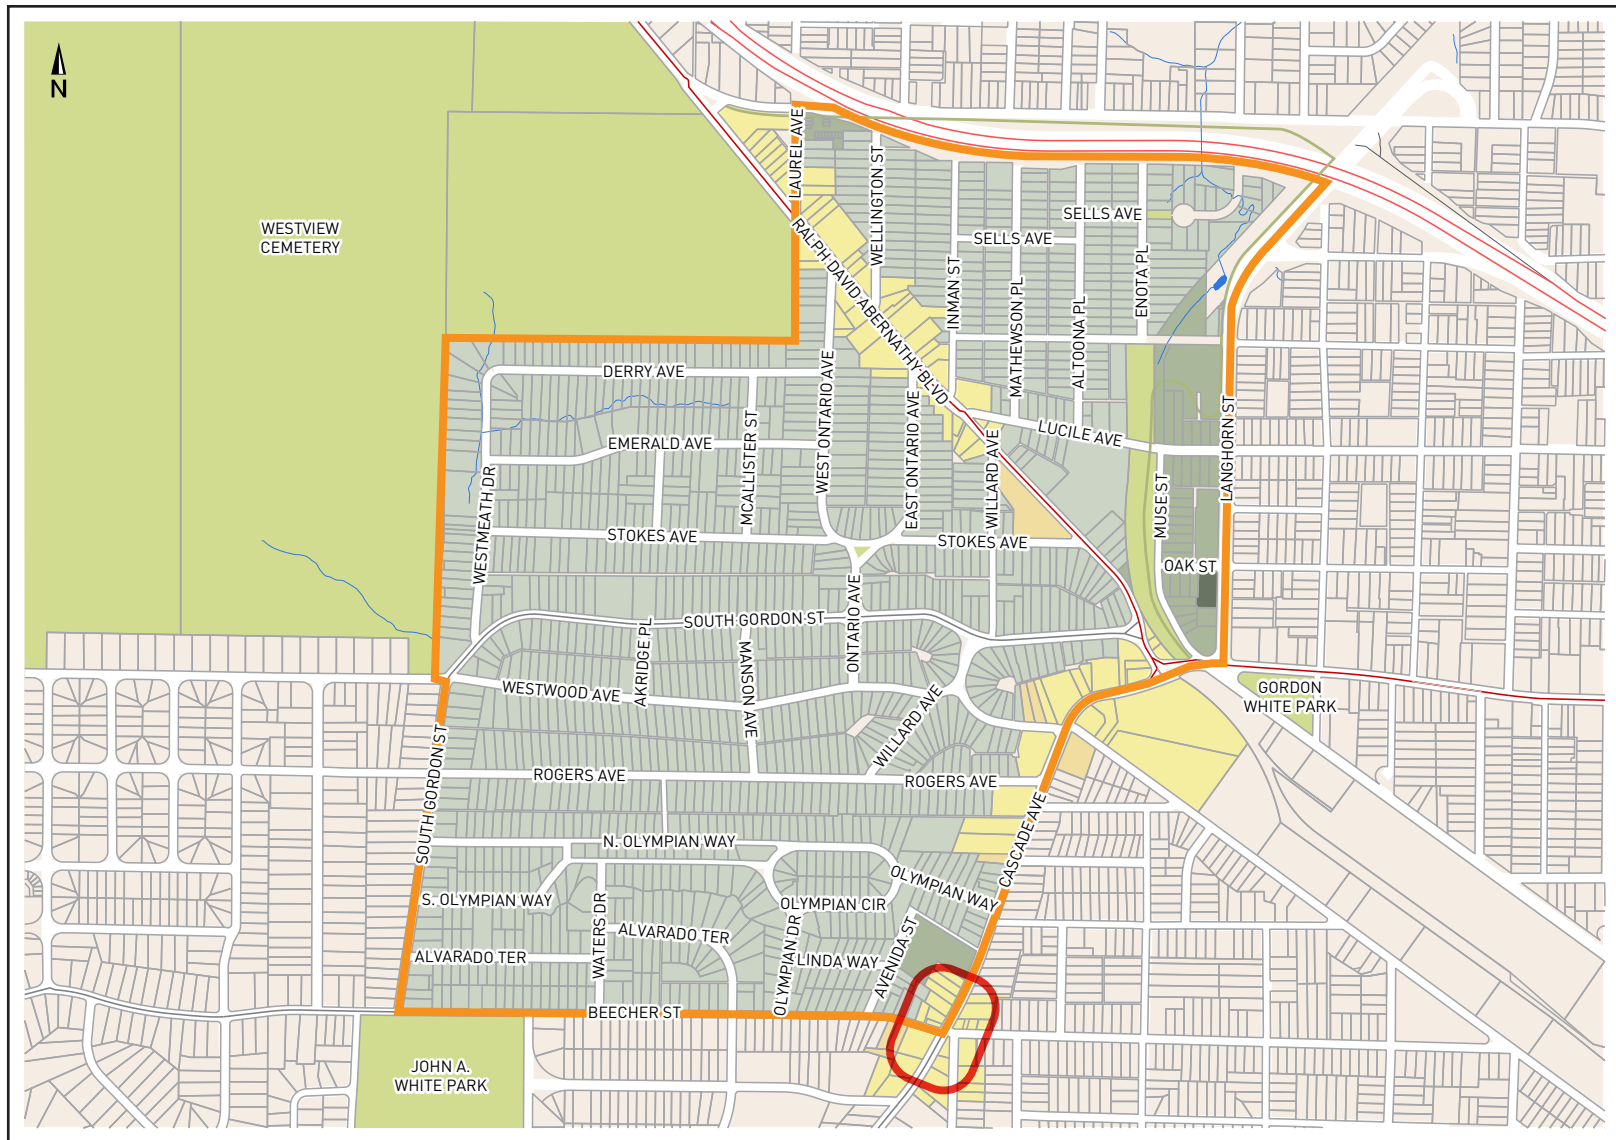 N
LAUREL AVE
WELLINGTON ST
WESTVIEW
CEMETERY
RALPH DAVID ABERNATHY BLVD
SELLS AVE
SELLS AVE
INMAN ST
MATHEWSON PL
ALTOONA PL
ENOTA PL
DERRY AVE
EMERALD AVE
MCALLISTER ST
WEST ONTARIO AVE
EAST ONTARIO AVE
WILLARD AVE
LUCILE AVE
LANGHORN ST
MUSE ST
WESTMEATH DR
STOKES AVE
STOKES AVE
OAK ST
SOUTH GORDON ST
ONTARIO AVE
AKRIDGE PL
MANSON AVE
WESTWOOD AVE
WILLARD AVE
GORDON
WHITE PARK
SOUTH GORDON ST
ROGERS AVE
ROGERS AVE
CASCADE AVE
N. OLYMPIAN WAY
OLYMPIAN WAY
S. OLYMPIAN WAY
OLYMPIAN CIR
WATERS DR
ALVARADO TER
OLYMPIAN DR
AVENIDA ST
ALVARADO TER
LINDA WAY
BEECHER ST
JOHN A.
WHITE PARK